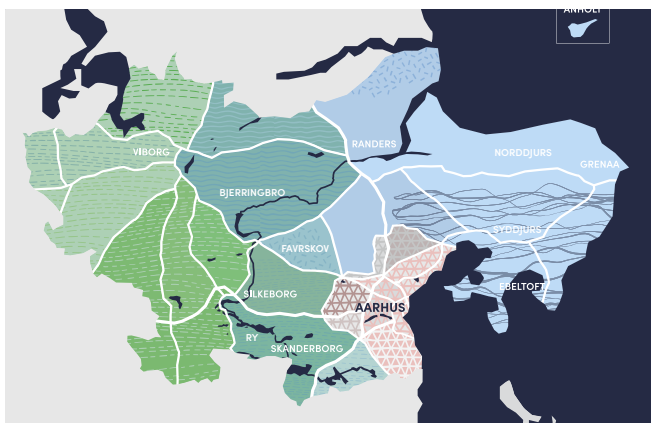 ANHOLT
RANDERS
VIBORG
NORDDJURS
GRENAA
BJERRINGBRO
SYDDJURS
FAVRSKOV
EBELTOFT
SILKEBORG
AARHUS
RY
SKANDERBORG